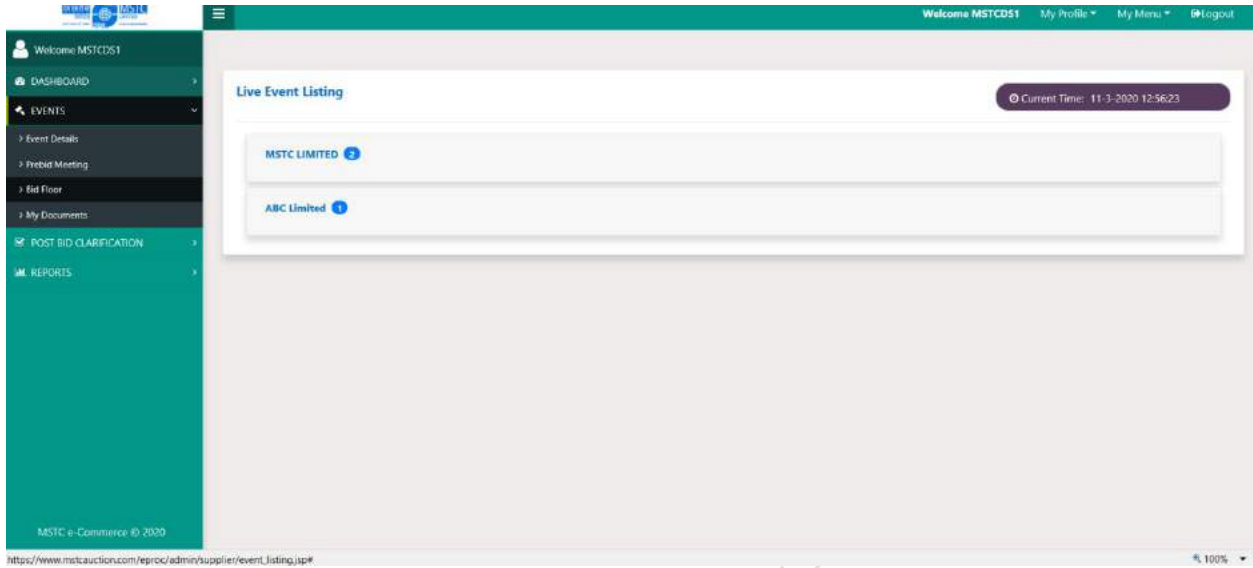 MSTC
Welcome MSTCDS1 My Profile My Menu Logout
Welcome MSTCDS1
DASHBOARD
EVENTS
Event Details
Prebid Meeting
Bid Floor
My Documents
POST BID CLARIFICATION
REPORTS
Live Event Listing
Current Time: 11-3-2020 12:56:23
MSTC LIMITED 2
ABC Limited 1
MSTC e-Commerce © 2020
https://www.mstcauction.com/eproc/admin/supplier/event_listing.jsp#
100%